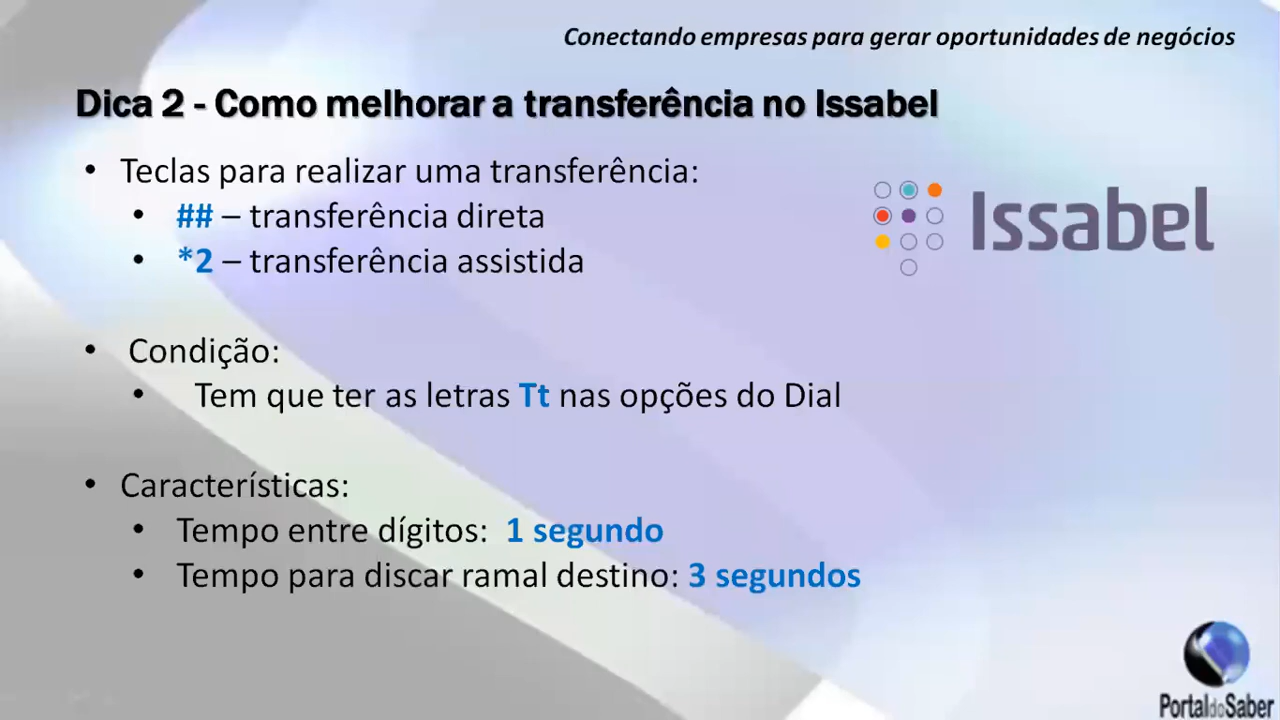 Conectando empresas para gerar oportunidades de negócios
Dica 2 - Como melhorar a transferência no Issabel
• Teclas para realizar uma transferência:
• ## – transferência direta
• *2 – transferência assistida
Issabel
• Condição:
• Tem que ter as letras Tt nas opções do Dial
• Características:
• Tempo entre dígitos: 1 segundo
• Tempo para discar ramal destino: 3 segundos
PortaldoSaber